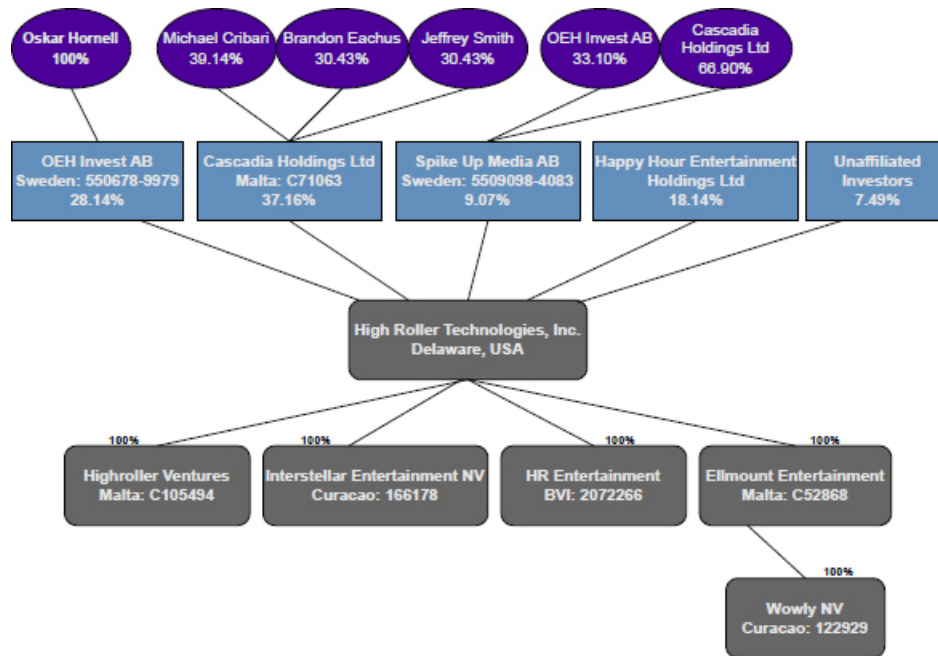 Oskar Hornell
100%
Michael Cribari
39.14%
Brandon Eachus
30.43%
Jeffrey Smith
30.43%
OEH Invest AB
33.10%
Cascadia
Holdings Ltd
66.90%
OEH Invest AB
Sweden: 550678-9979
28.14%
Cascadia Holdings Ltd
Malta: C71063
37.16%
Spike Up Media AB
Sweden: 5509098-4083
9.07%
Happy Hour Entertainment
Holdings Ltd
18.14%
Unaffiliated
Investors
7.49%
High Roller Technologies, Inc.
Delaware, USA
100%
Highroller Ventures
Malta: C105494
100%
Interstellar Entertainment NV
Curacao: 166178
100%
HR Entertainment
BVI: 2072266
100%
Ellmount Entertainment
Malta: C52868
100%
Wowly NV
Curacao: 122929